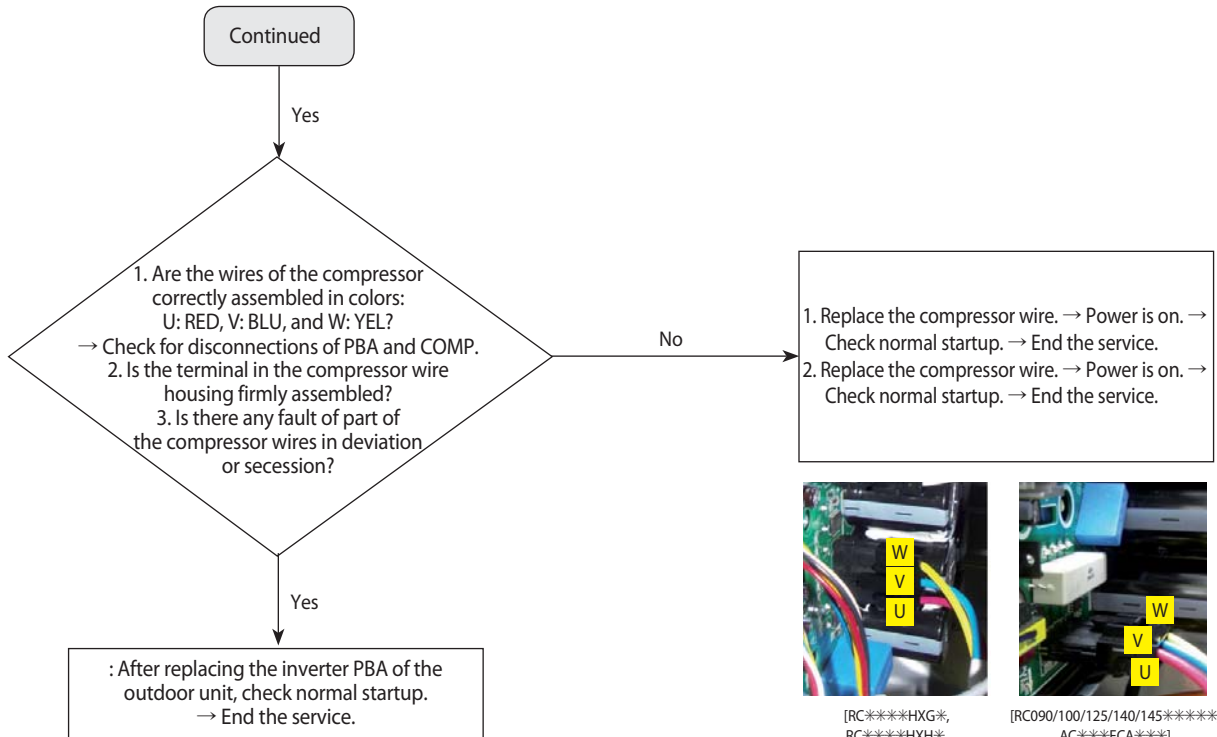 Continued
Yes
1. Are the wires of the compressor
correctly assembled in colors:
U: RED, V: BLU, and W: YEL?
→ Check for disconnections of PBA and COMP.
2. Is the terminal in the compressor wire
housing firmly assembled?
3. Is there any fault of part of
the compressor wires in deviation
or secession?
No
1. Replace the compressor wire. → Power is on. →
Check normal startup. → End the service.
2. Replace the compressor wire. → Power is on. →
Check normal startup. → End the service.
W
V
U
W
V
U
Yes
: After replacing the inverter PBA of the
outdoor unit, check normal startup.
→ End the service.
[RC✳✳✳✳HXG✳,
RC✳✳✳✳HXH✳
[RC090/100/125/140/145✳✳✳✳✳
AC✳✳✳FCA✳✳✳]